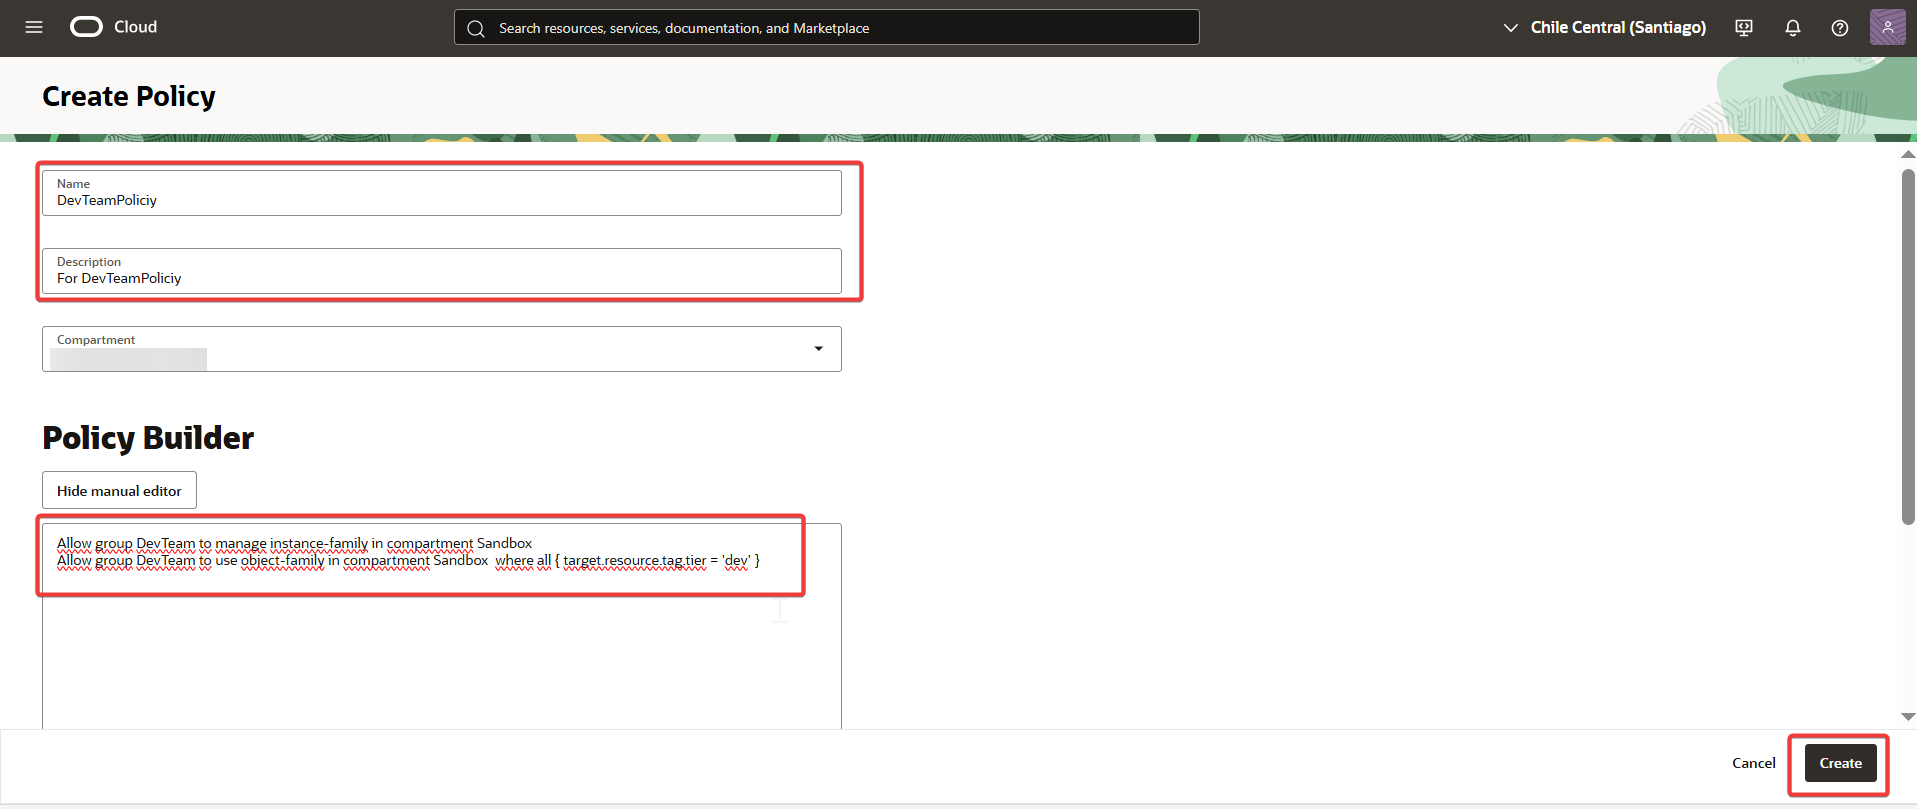 Cloud
Search resources, services, documentation, and Marketplace
Chile Central (Santiago)
Create Policy
Name
DevTeamPoliciy
Description
For DevTeamPoliciy
Compartment
Policy Builder
Hide manual editor
Allow group DevTeam to manage instance-family in compartment Sandbox
Allow group DevTeam to use object-family in compartment Sandbox  where all { target.resource.tag.tier = 'dev' }
Cancel
Create